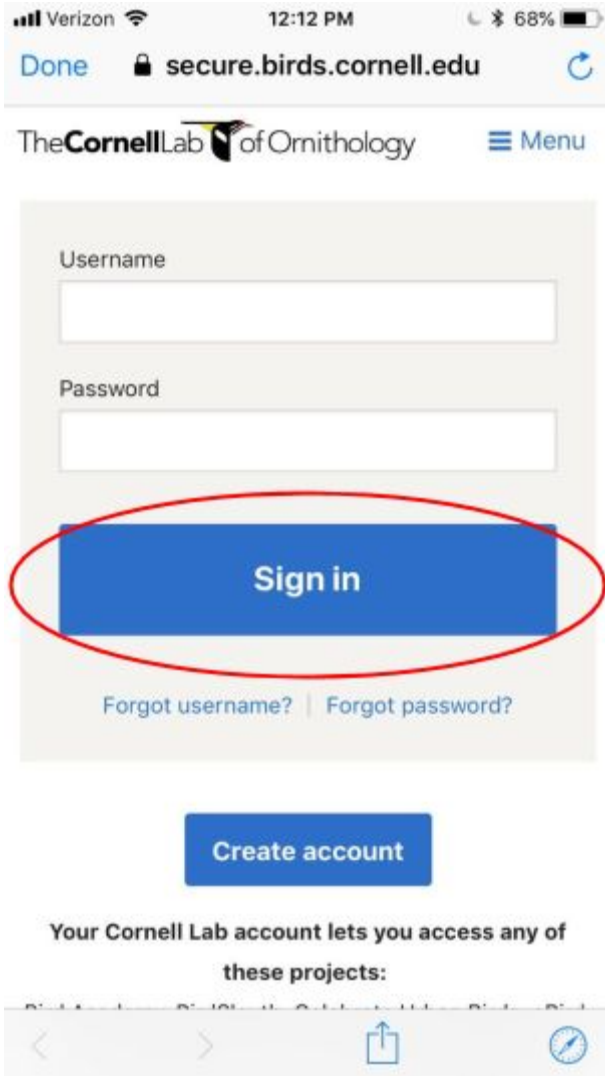 Verizon 12:12 PM 68%
Done secure.birds.cornell.edu
TheCornellLab of Ornithology Menu
Username
Password
Sign in
Forgot username? | Forgot password?
Create account
Your Cornell Lab account lets you access any of
these projects: